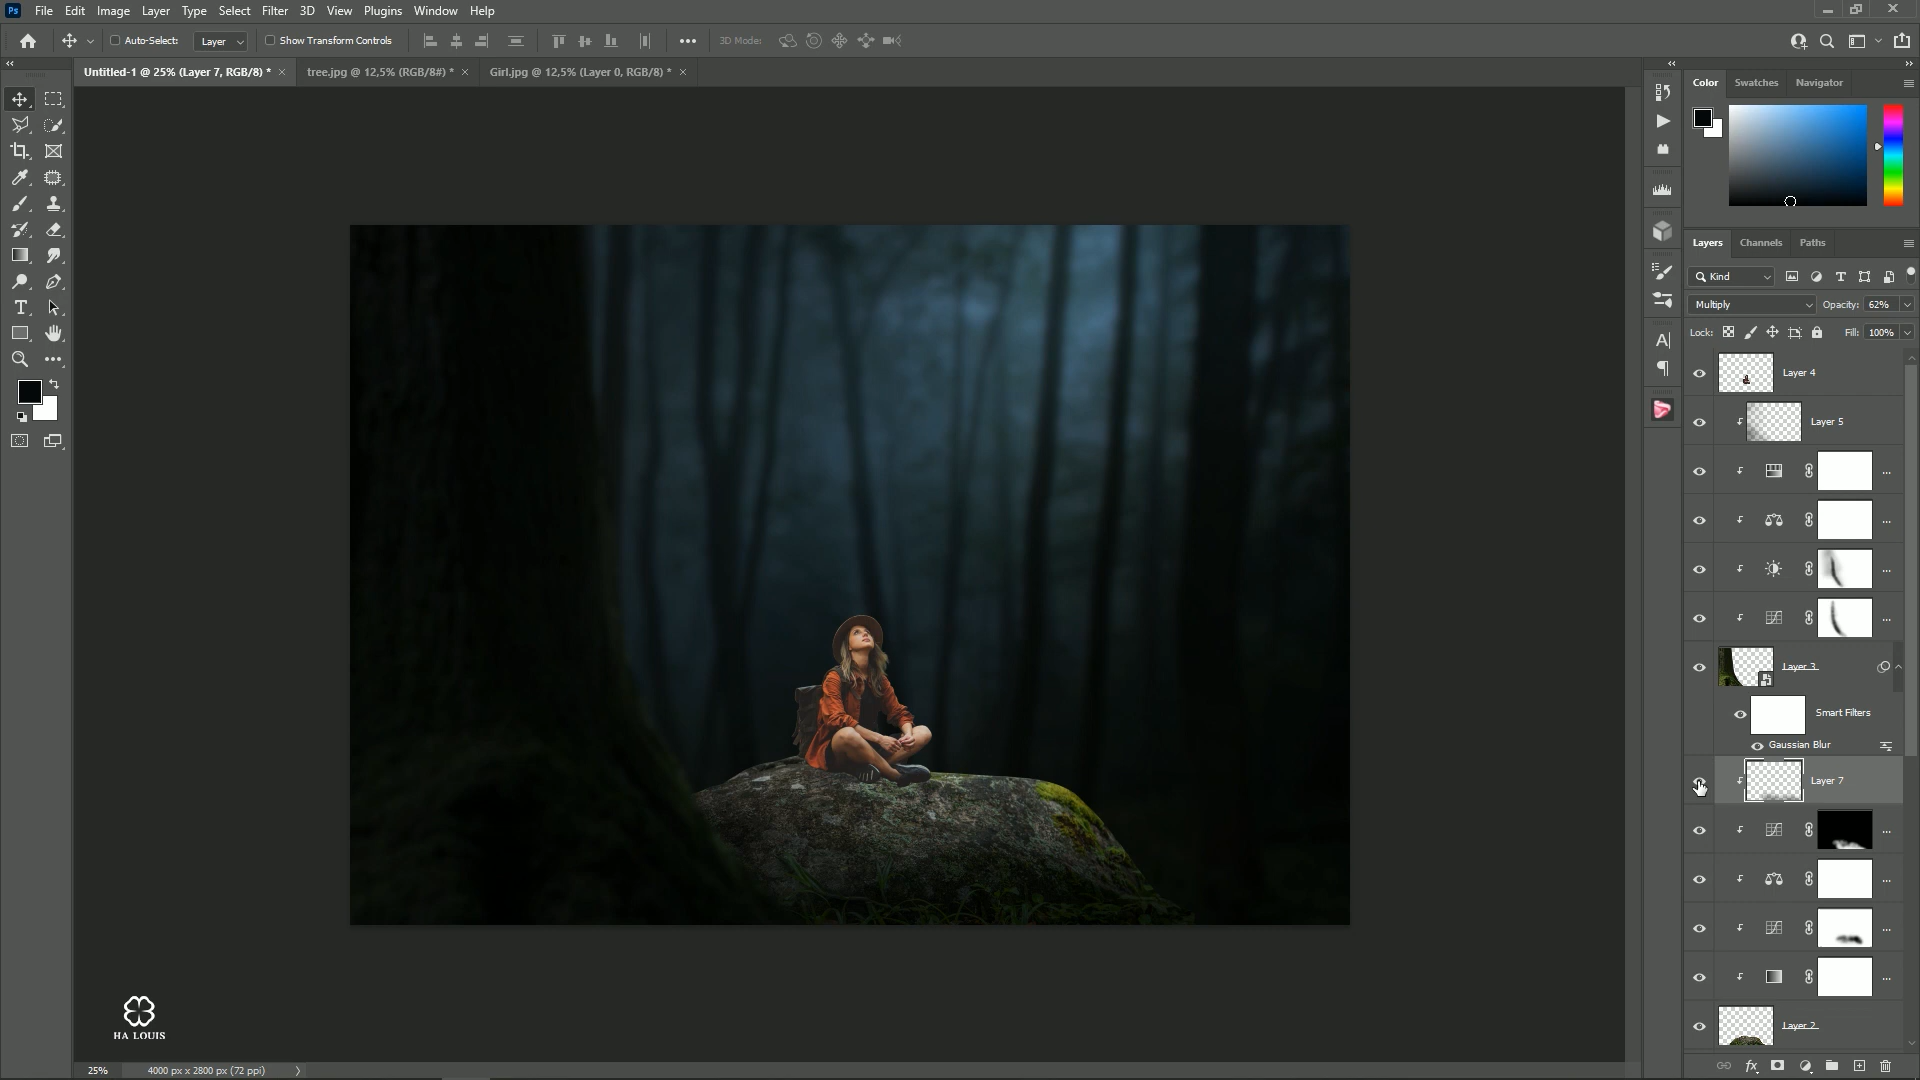 Ps File Edit Image Layer Type Select Filter 3D View Plugins Window Help
Auto-Select: Layer Show Transform Controls 3D Mode:
Untitled-1 @ 25% (Layer 7, RGB/8) * tree.jpg @ 12,5% (RGB/8#) * Girl.jpg @ 12,5% (Layer 0, RGB/8) *
Color Swatches Navigator
Layers Channels Paths
Kind
Multiply Opacity: 62%
Lock: Fill: 100%
Layer 4
Layer 5
Layer 3
Smart Filters
Gaussian Blur
Layer 7
Layer 2
HA LOUIS
25% 4000 px x 2800 px (72 ppi)